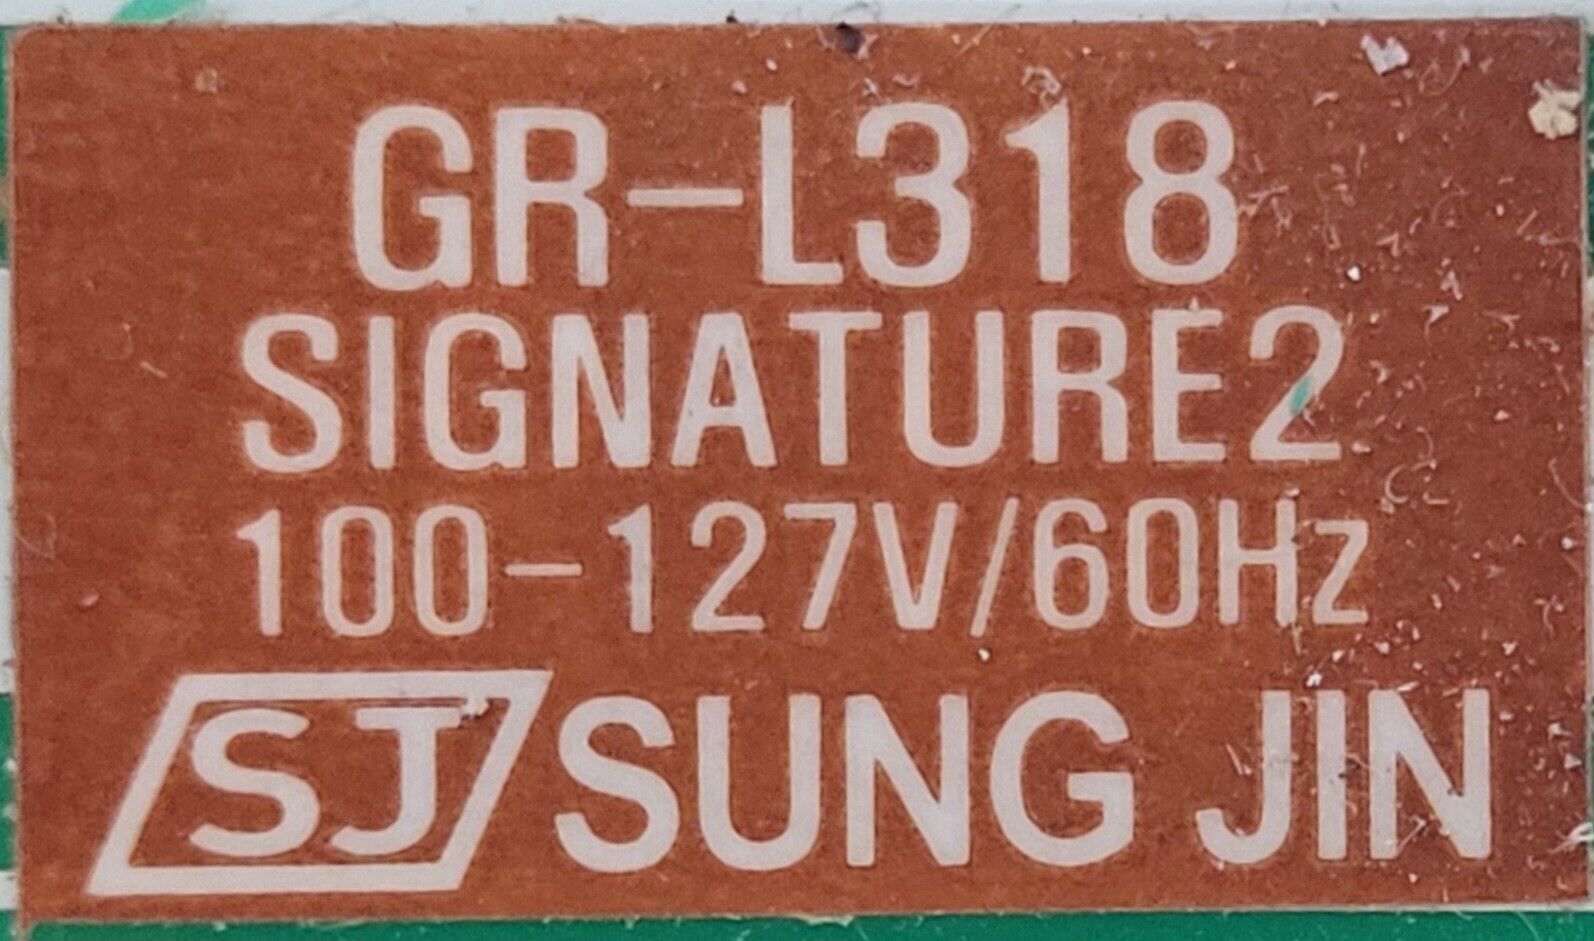 GR-L318
SIGNATURE2
100-127V/60Hz
SJ SUNG JIN